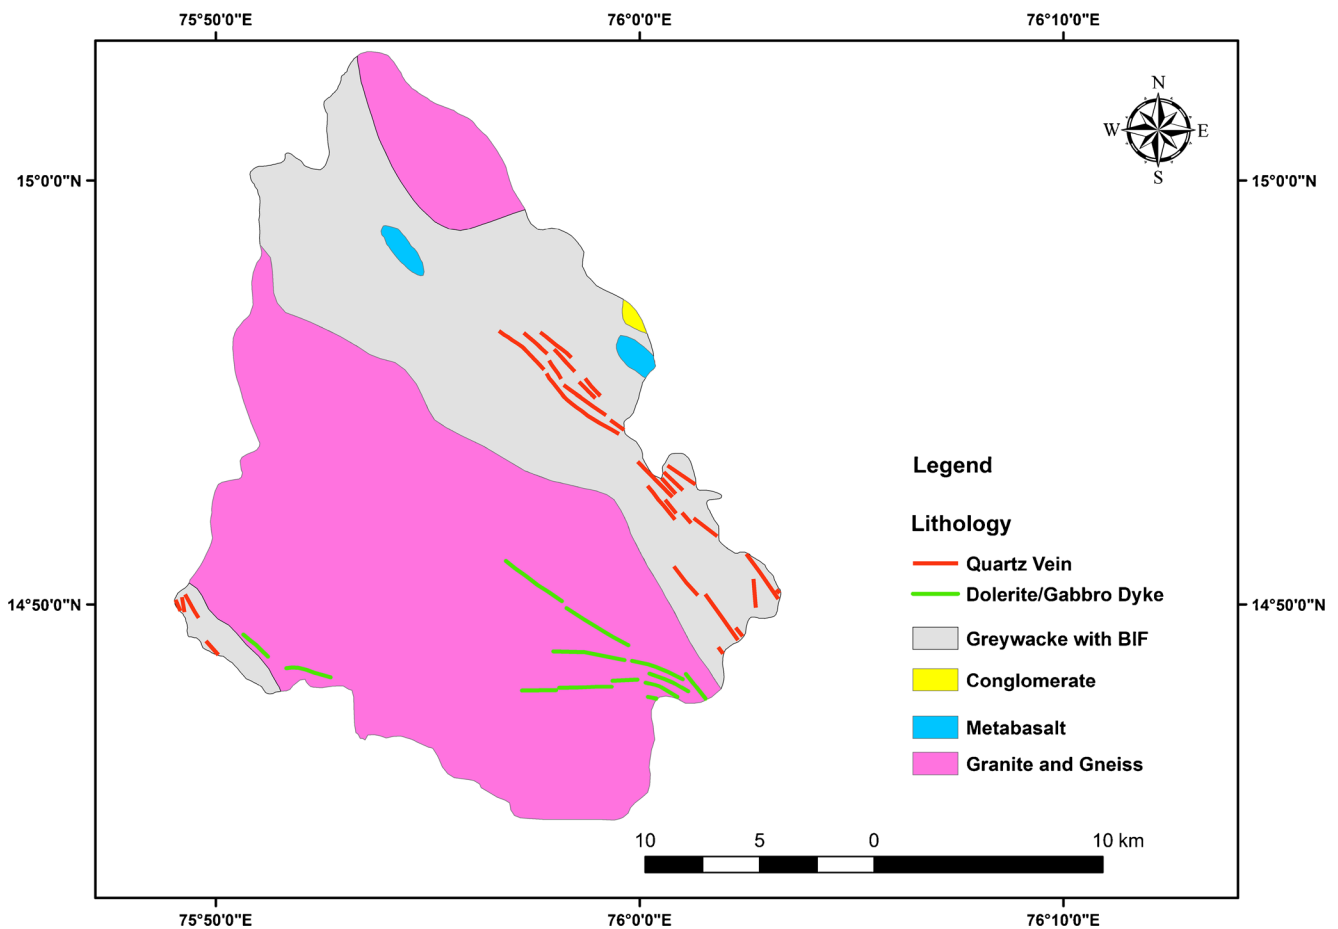 75°50'0"E 76°0'0"E 76°10'0"E
N
W E
S
15°0'0"N 15°0'0"N
Legend
Lithology
Quartz Vein
Dolerite/Gabbro Dyke
14°50'0"N 14°50'0"N
Greywacke with BIF
Conglomerate
Metabasalt
Granite and Gneiss
10 5 0 10 km
75°50'0"E 76°0'0"E 76°10'0"E